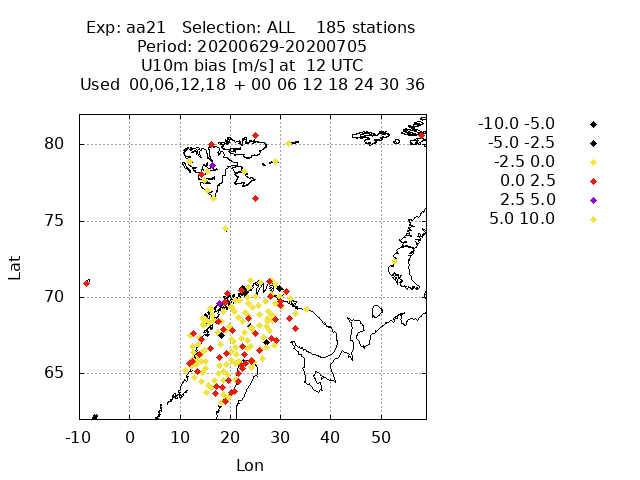 Exp: aa21 Selection: ALL 185 stations
Period: 20200629-20200705
U10m bias [m/s] at 12 UTC
Used 00,06,12,18 + 00 06 12 18 24 30 36
-10.0 -5.0
-5.0 -2.5
-2.5 0.0
0.0 2.5
2.5 5.0
5.0 10.0
80
75
70
65
Lat
-10 0 10 20 30 40 50
Lon